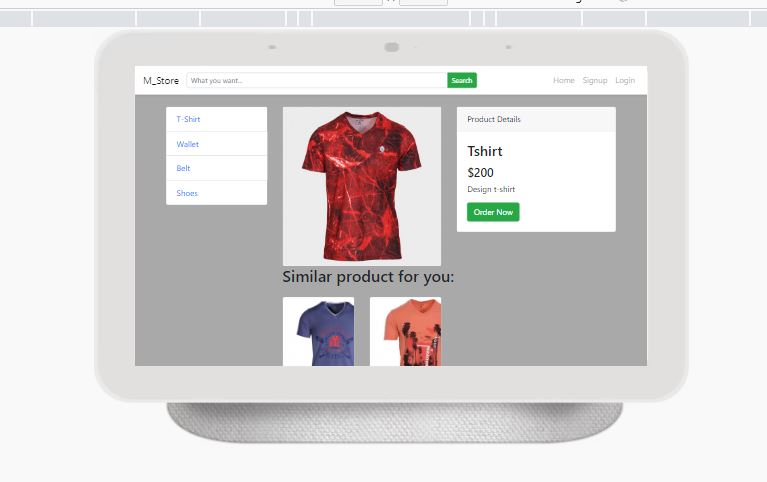 M_Store
What you want...
Search
Home Signup Login
T-Shirt
Wallet
Belt
Shoes
Product Details
Tshirt
$200
Design t-shirt
Order Now
Similar product for you: